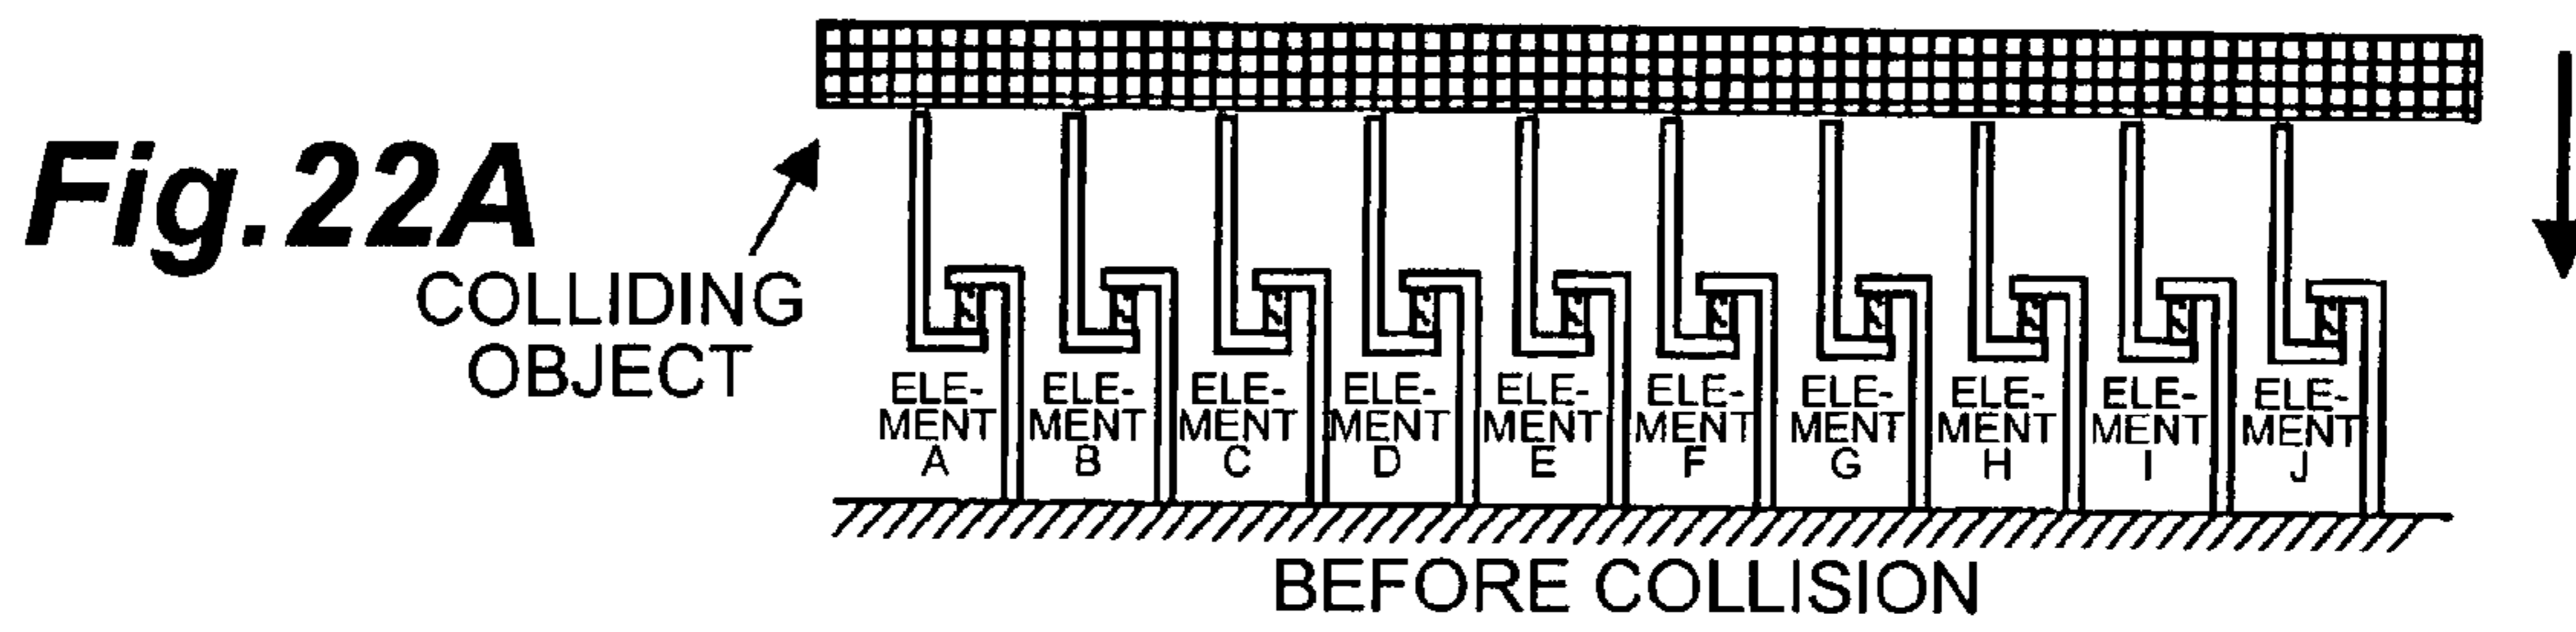 Fig.22A
COLLIDING
OBJECT
ELE-
MENT
A
ELE-
MENT
B
ELE-
MENT
C
ELE-
MENT
D
ELE-
MENT
E
ELE-
MENT
F
ELE-
MENT
G
ELE-
MENT
H
ELE-
MENT
I
ELE-
MENT
J
BEFORE COLLISION